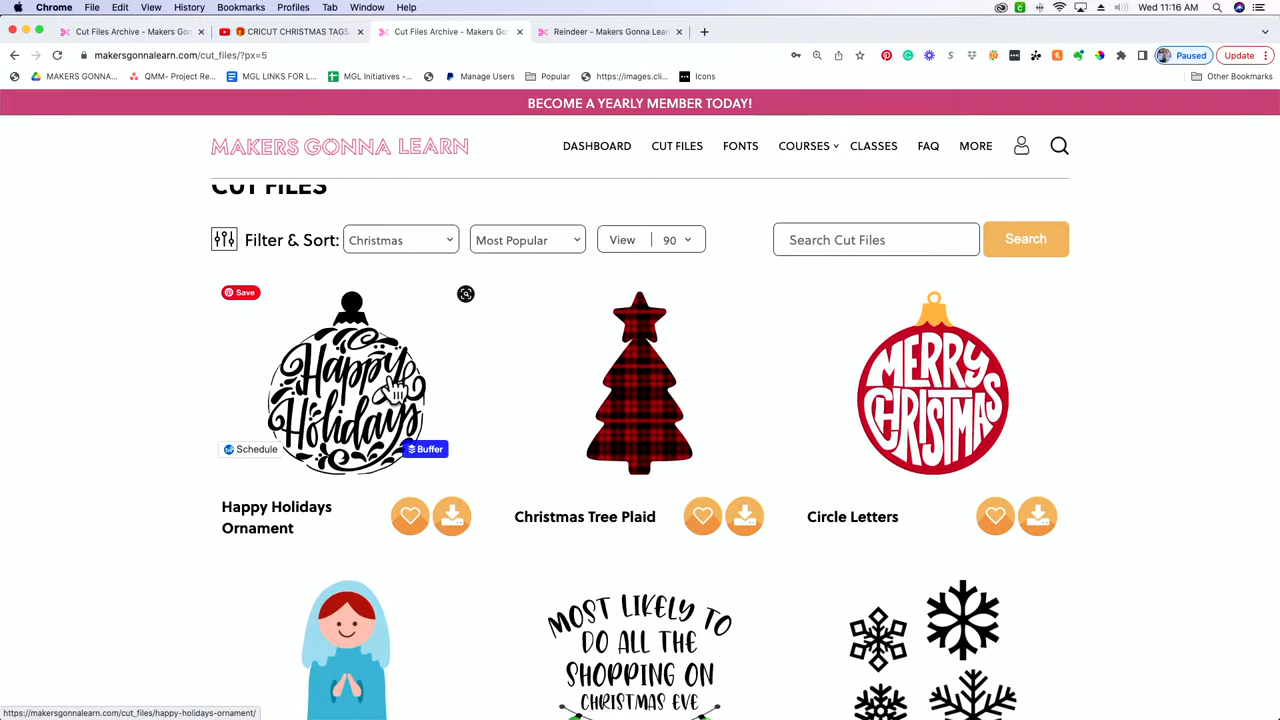 Chrome File Edit View History Bookmarks Profiles Tab Window Help
Wed 11:16 AM
Cut Files Archive - Makers Gon
CRICUT CHRISTMAS TAGS
Cut Files Archive - Makers Gon
Reindeer - Makers Gonna Lear
makersgonnalearn.com/cut_files/?px=5
Paused
Update
MAKERS GONNA...
QMM- Project Re...
MGL LINKS FOR L...
MGL Initiatives -...
Manage Users
Popular
https://images.cli...
Icons
Other Bookmarks
BECOME A YEARLY MEMBER TODAY!
MAKERS GONNA LEARN
DASHBOARD
CUT FILES
FONTS
COURSES
CLASSES
FAQ
MORE
CUT FILES
Filter & Sort:
Christmas
Most Popular
View
90
Search Cut Files
Search
Save
Happy
Holidays
Schedule
Buffer
MERRY
CHRISTMAS
Happy Holidays
Ornament
Christmas Tree Plaid
Circle Letters
MOST LIKELY TO
DO ALL THE
SHOPPING ON
CHRISTMAS EVE
https://makersgonnalearn.com/cut_files/happy-holidays-ornament/